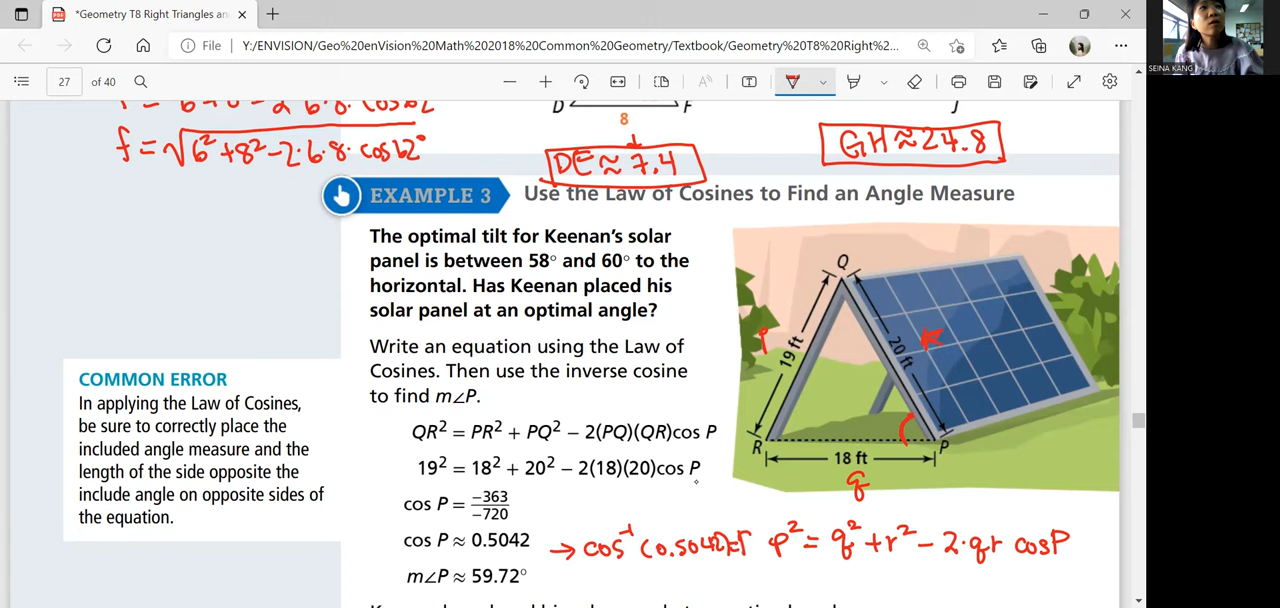 *Geometry T8 Right Triangles an
File
Y:/ENVISION/Geo%20enVision%20Math%202018%20Common%20Geometry/Textbook/Geometry%20T8%20Right%2...
SEINA KANG
27 of 40
D
F
8
f = √6² + 8² − 2·6·8·cos62°
DE ≈ 7.4
GH ≈ 24.8
EXAMPLE 3 Use the Law of Cosines to Find an Angle Measure
The optimal tilt for Keenan's solar
panel is between 58° and 60° to the
horizontal. Has Keenan placed his
solar panel at an optimal angle?
Write an equation using the Law of
Cosines. Then use the inverse cosine
to find m∠P.
QR² = PR² + PQ² − 2(PQ)(QR)cos P
19² = 18² + 20² − 2(18)(20)cos P
cos P = −363/−720
cos P ≈ 0.5042
m∠P ≈ 59.72°
COMMON ERROR
In applying the Law of Cosines,
be sure to correctly place the
included angle measure and the
length of the side opposite the
include angle on opposite sides of
the equation.
Q
19 ft
20 ft
R
P
18 ft
q
→ cos⁻¹(0.5042)
p² = q² + r² − 2·qr cosP